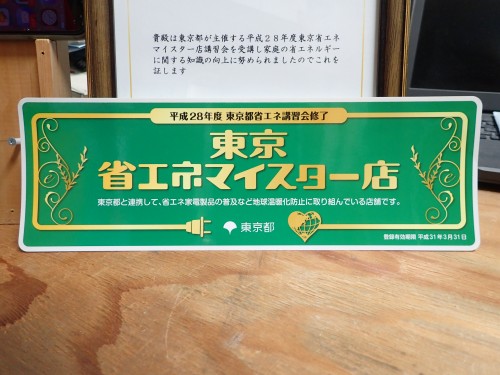 貴殿は東京都が主催する平成２８年度東京省エネ
マイスター店講習会を受講し家庭の省エネルギー
に関する知識の向上に努められましたのでこれを
証します
平成28年度 東京都省エネ講習会修了
東京
省エネマイスター店
東京都と連携して、省エネ家電製品の普及など地球温暖化防止に取り組んでいる店舗です。
東京都
登録有効期限 平成31年3月31日